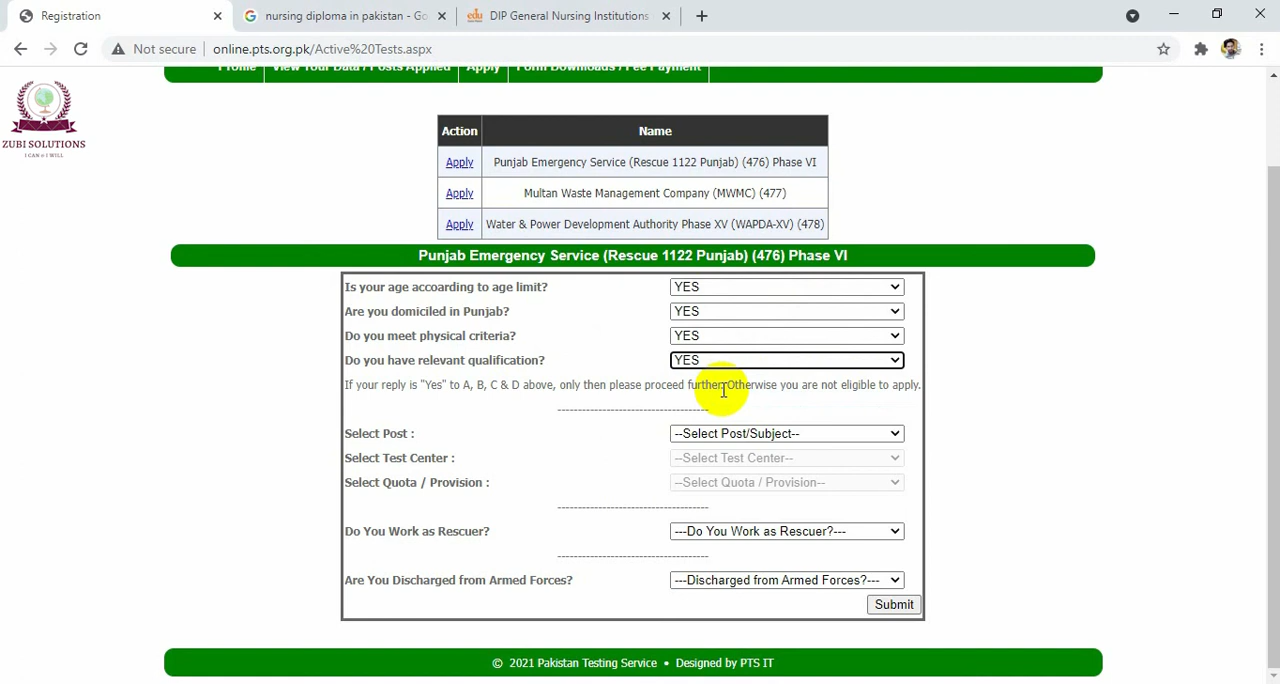 Registration
nursing diploma in pakistan - Go
DIP General Nursing Institutions
Not secure
online.pts.org.pk/Active%20Tests.aspx
Home
View Your Data / Posts Applied
Apply
Form Downloads / Fee Payment
ZUBI SOLUTIONS
I CAN & I WILL
Action Name
Apply Punjab Emergency Service (Rescue 1122 Punjab) (476) Phase VI
Apply Multan Waste Management Company (MWMC) (477)
Apply Water & Power Development Authority Phase XV (WAPDA-XV) (478)
Punjab Emergency Service (Rescue 1122 Punjab) (476) Phase VI
Is your age accoarding to age limit? YES
Are you domiciled in Punjab? YES
Do you meet physical criteria? YES
Do you have relevant qualification? YES
If your reply is "Yes" to A, B, C & D above, only then please proceed further.Otherwise you are not eligible to apply.
-------------------------------------
Select Post : --Select Post/Subject--
Select Test Center : --Select Test Center--
Select Quota / Provision : --Select Quota / Provision--
-------------------------------------
Do You Work as Rescuer? ---Do You Work as Rescuer?---
-------------------------------------
Are You Discharged from Armed Forces? ---Discharged from Armed Forces?---
Submit
© 2021 Pakistan Testing Service • Designed by PTS IT